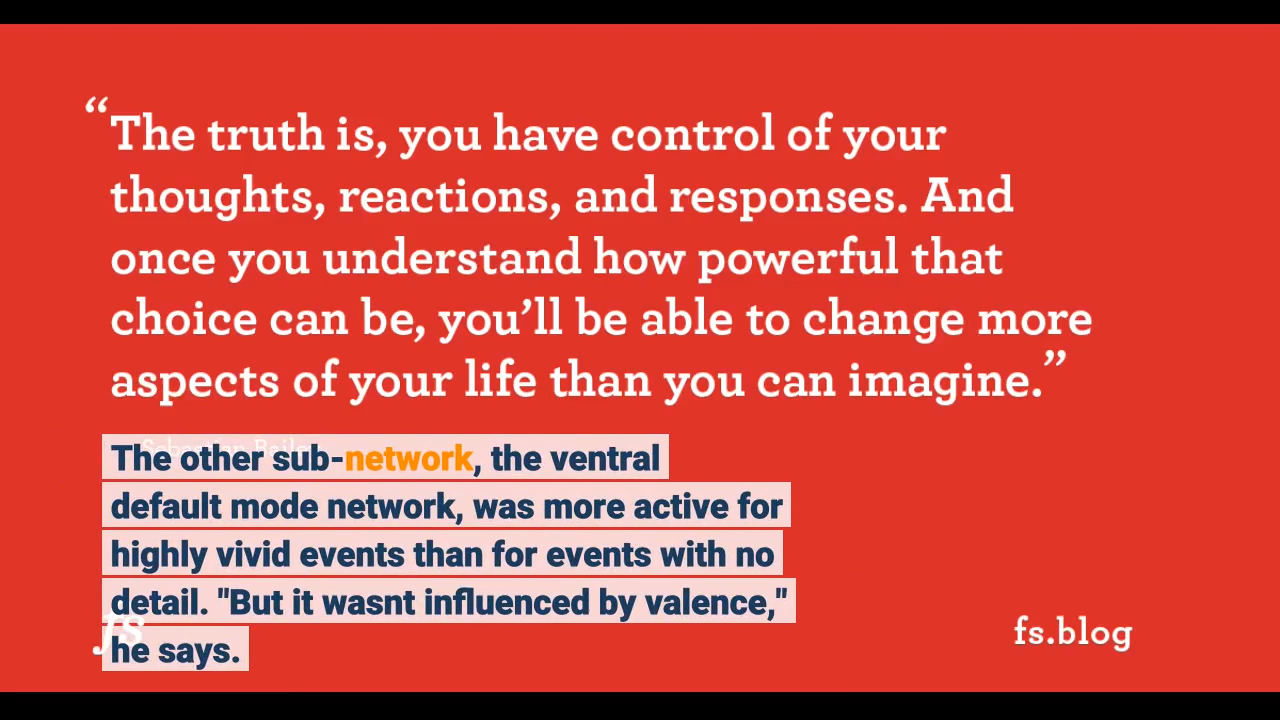 “The truth is, you have control of your
thoughts, reactions, and responses. And
once you understand how powerful that
choice can be, you’ll be able to change more
aspects of your life than you can imagine.”
The other sub-network, the ventral
default mode network, was more active for
highly vivid events than for events with no
detail. "But it wasnt influenced by valence,"
he says.
fs
fs.blog